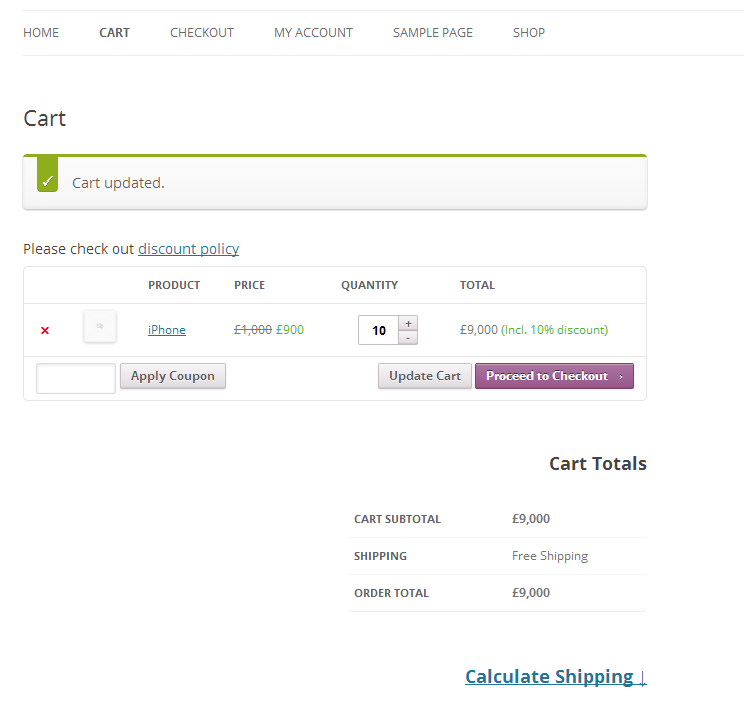 HOME CART CHECKOUT MY ACCOUNT SAMPLE PAGE SHOP
Cart
✓ Cart updated.
Please check out discount policy
PRODUCT PRICE QUANTITY TOTAL
× iPhone £1,000 £900 10 + - £9,000 (Incl. 10% discount)
Apply Coupon Update Cart Proceed to Checkout ›
Cart Totals
CART SUBTOTAL £9,000
SHIPPING Free Shipping
ORDER TOTAL £9,000
Calculate Shipping ↓